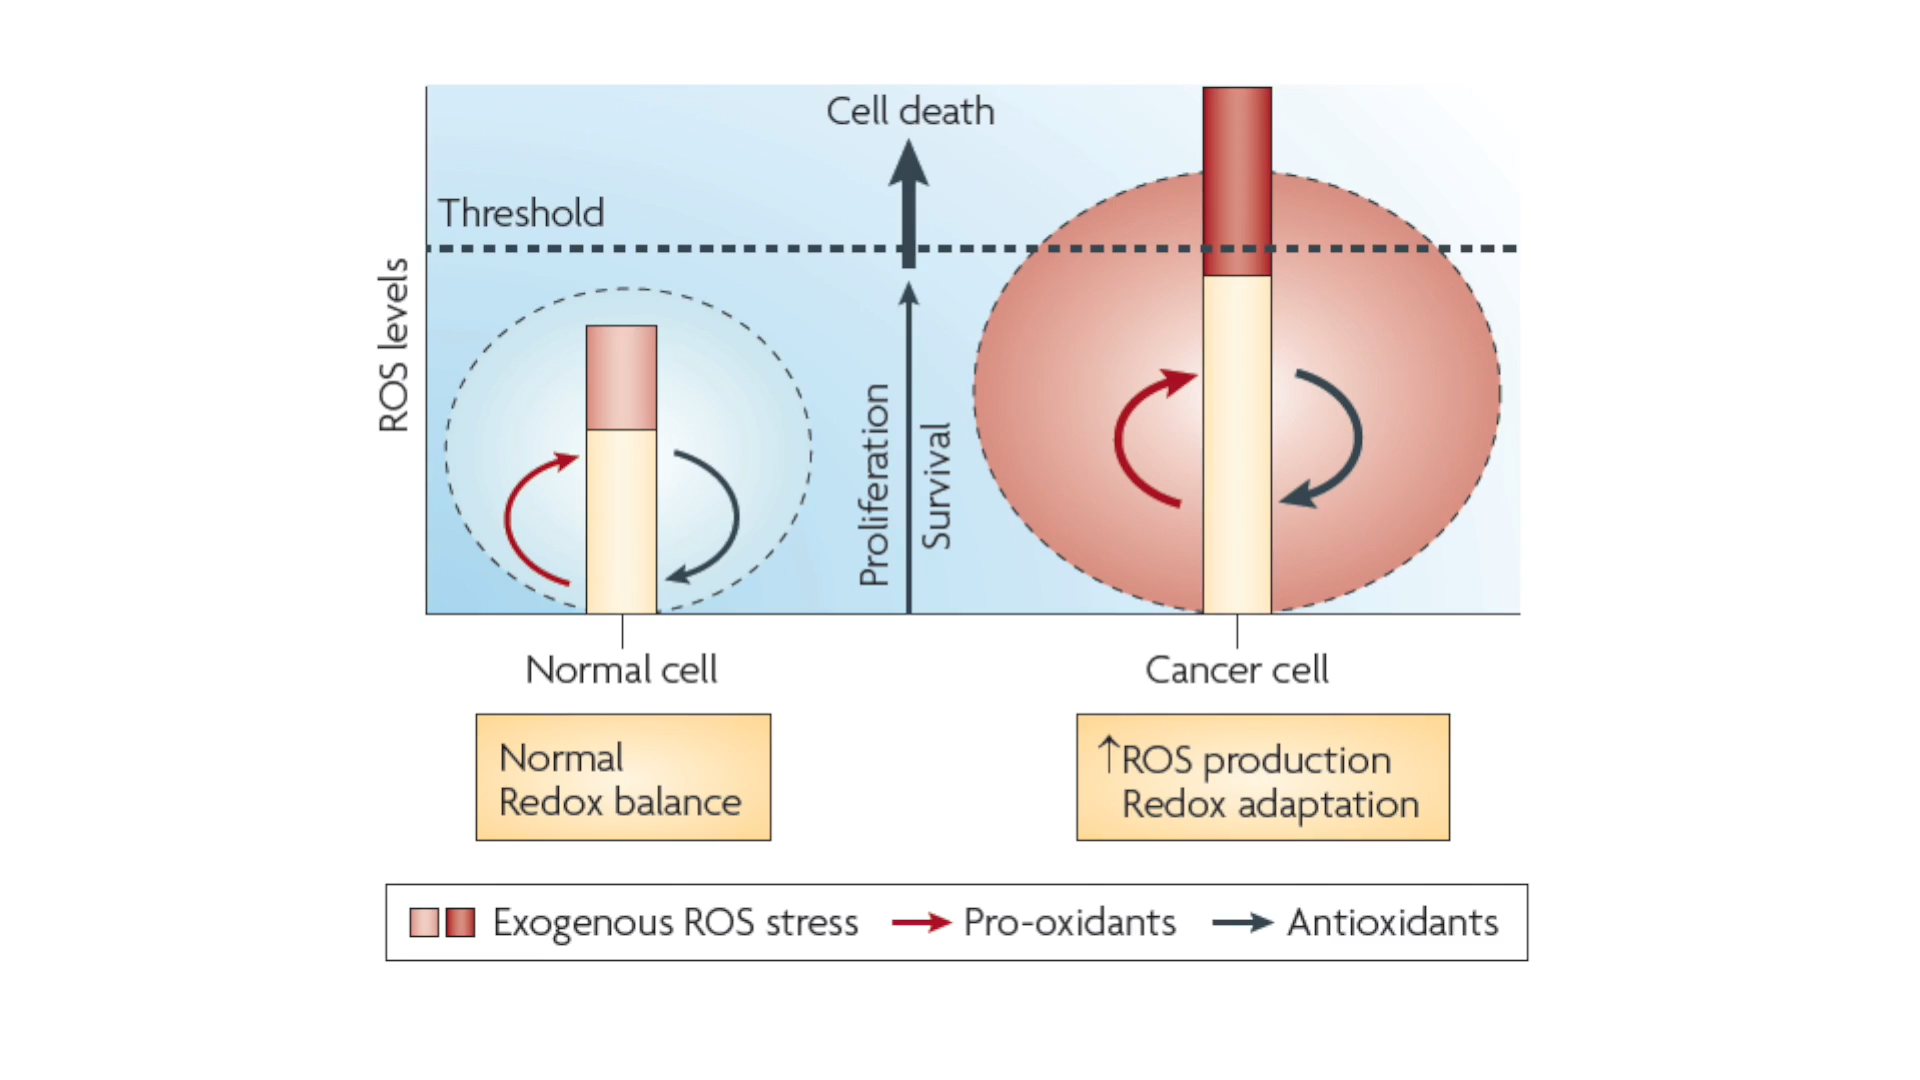 Cell death
Threshold
ROS levels
Proliferation
Survival
Normal cell
Cancer cell
Normal
Redox balance
↑ROS production
Redox adaptation
Exogenous ROS stress
Pro-oxidants
Antioxidants